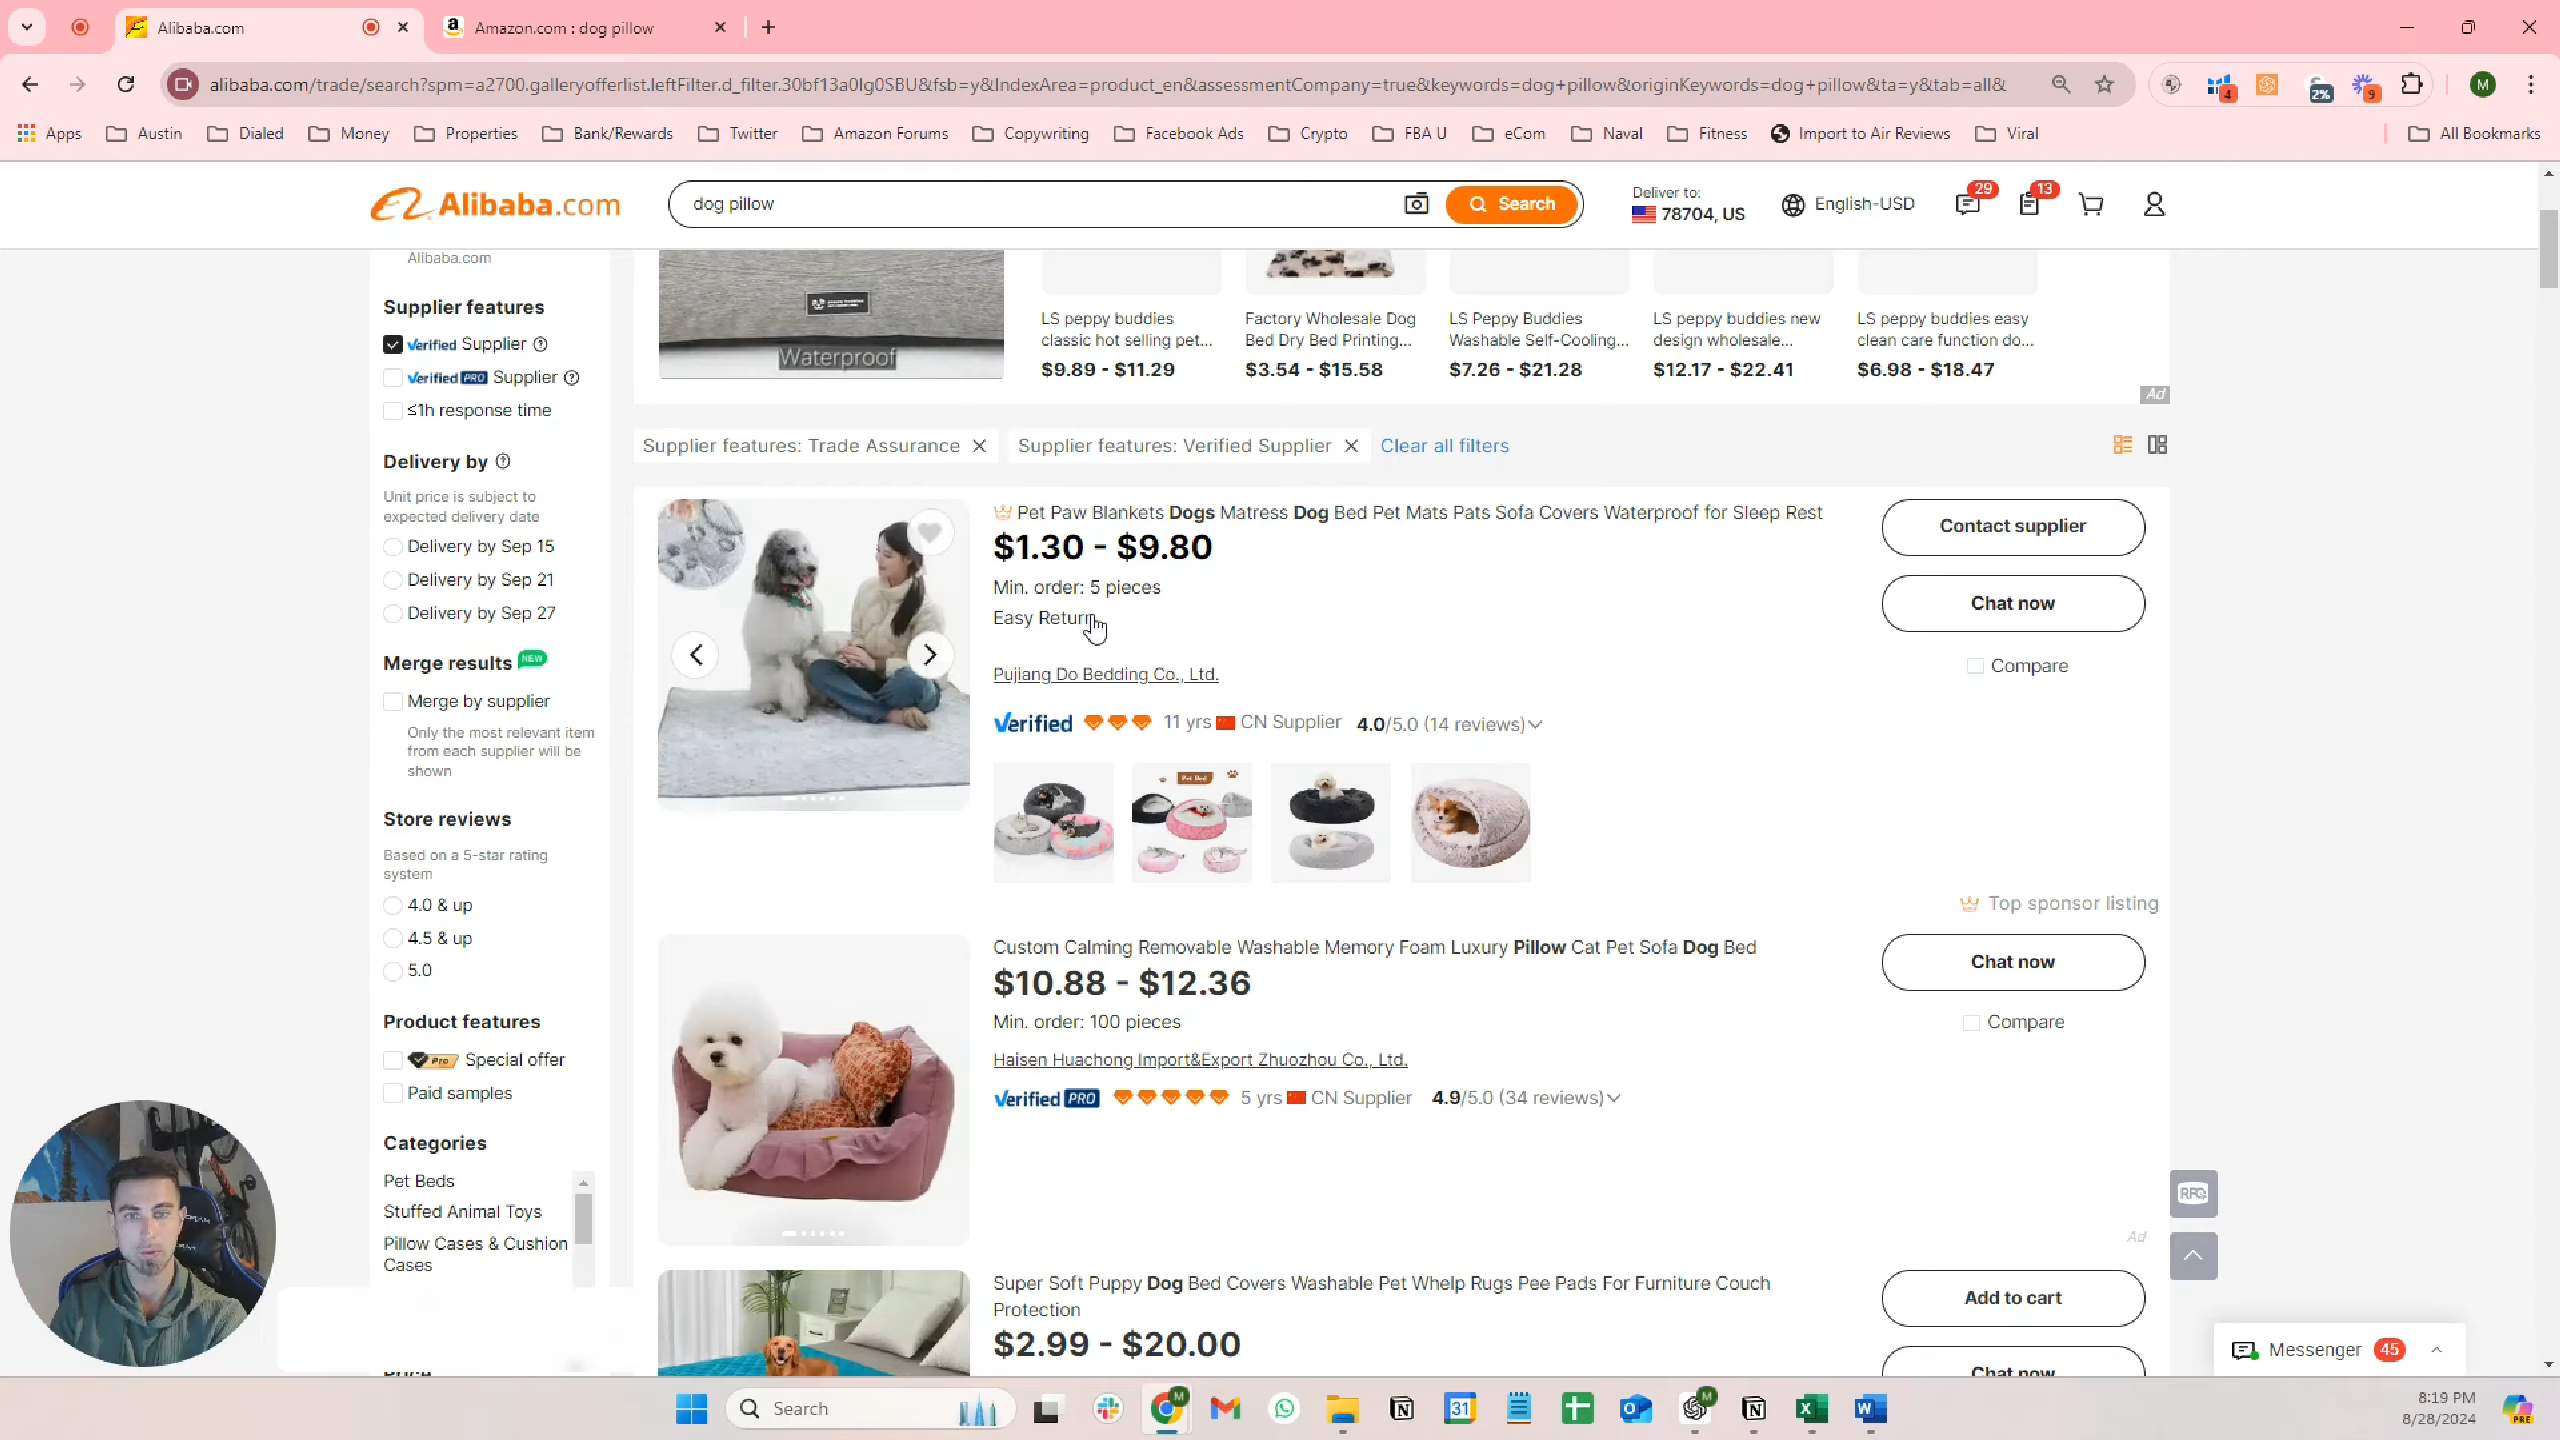 Alibaba.com
Amazon.com : dog pillow
alibaba.com/trade/search?spm=a2700.galleryofferlist.leftFilter.d_filter.30bf13a0Ig0SBU&fsb=y&IndexArea=product_en&assessmentCompany=true&keywords=dog+pillow&originKeywords=dog+pillow&ta=y&tab=all&
4
2%
9
M
Apps
Austin
Dialed
Money
Properties
Bank/Rewards
Twitter
Amazon Forums
Copywriting
Facebook Ads
Crypto
FBA U
eCom
Naval
Fitness
Import to Air Reviews
Viral
All Bookmarks
Alibaba.com
dog pillow
Search
Deliver to:
78704, US
English-USD
29
13
Alibaba.com
Supplier features
Verified Supplier
Verified PRO Supplier
≤1h response time
Delivery by
Unit price is subject to
expected delivery date
Delivery by Sep 15
Delivery by Sep 21
Delivery by Sep 27
Merge results NEW
Merge by supplier
Only the most relevant item
from each supplier will be
shown
Store reviews
Based on a 5-star rating
system
4.0 & up
4.5 & up
5.0
Product features
Pro Special offer
Paid samples
Categories
Pet Beds
Stuffed Animal Toys
Pillow Cases & Cushion
Cases
Price
Waterproof
LS peppy buddies
classic hot selling pet...
$9.89 - $11.29
Factory Wholesale Dog
Bed Dry Bed Printing...
$3.54 - $15.58
LS Peppy Buddies
Washable Self-Cooling...
$7.26 - $21.28
LS peppy buddies new
design wholesale...
$12.17 - $22.41
LS peppy buddies easy
clean care function do...
$6.98 - $18.47
Ad
Supplier features: Trade Assurance
Supplier features: Verified Supplier
Clear all filters
Pet Paw Blankets Dogs Matress Dog Bed Pet Mats Pats Sofa Covers Waterproof for Sleep Rest
$1.30 - $9.80
Min. order: 5 pieces
Easy Return
Pujiang Do Bedding Co., Ltd.
Verified 11 yrs CN Supplier 4.0/5.0 (14 reviews)
Pet Bed
Contact supplier
Chat now
Compare
Top sponsor listing
Custom Calming Removable Washable Memory Foam Luxury Pillow Cat Pet Sofa Dog Bed
$10.88 - $12.36
Min. order: 100 pieces
Haisen Huachong Import&Export Zhuozhou Co., Ltd.
Verified PRO 5 yrs CN Supplier 4.9/5.0 (34 reviews)
Chat now
Compare
Ad
RFQ
Super Soft Puppy Dog Bed Covers Washable Pet Whelp Rugs Pee Pads For Furniture Couch
Protection
$2.99 - $20.00
Add to cart
Chat now
Messenger 45
Search
M
31
M
8:19 PM
8/28/2024
PRE